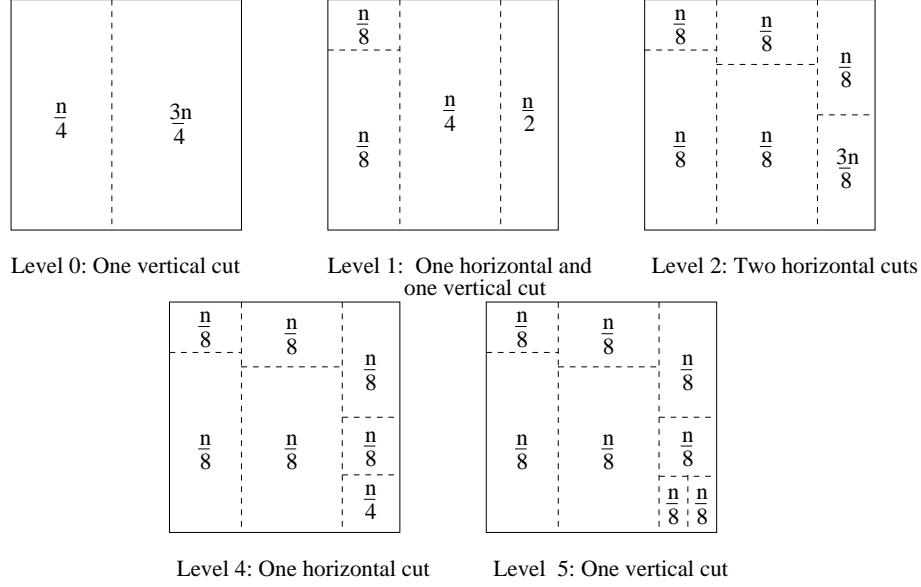 n/4 3n/4
n/8
n/8 n/4 n/2
n/8 n/8 n/8
n/8 n/8 3n/8
Level 0: One vertical cut
Level 1: One horizontal and
one vertical cut
Level 2: Two horizontal cuts
n/8 n/8 n/8
n/8 n/8 n/8
n/4
n/8 n/8 n/8
n/8 n/8 n/8
n/8 n/8
Level 4: One horizontal cut
Level 5: One vertical cut